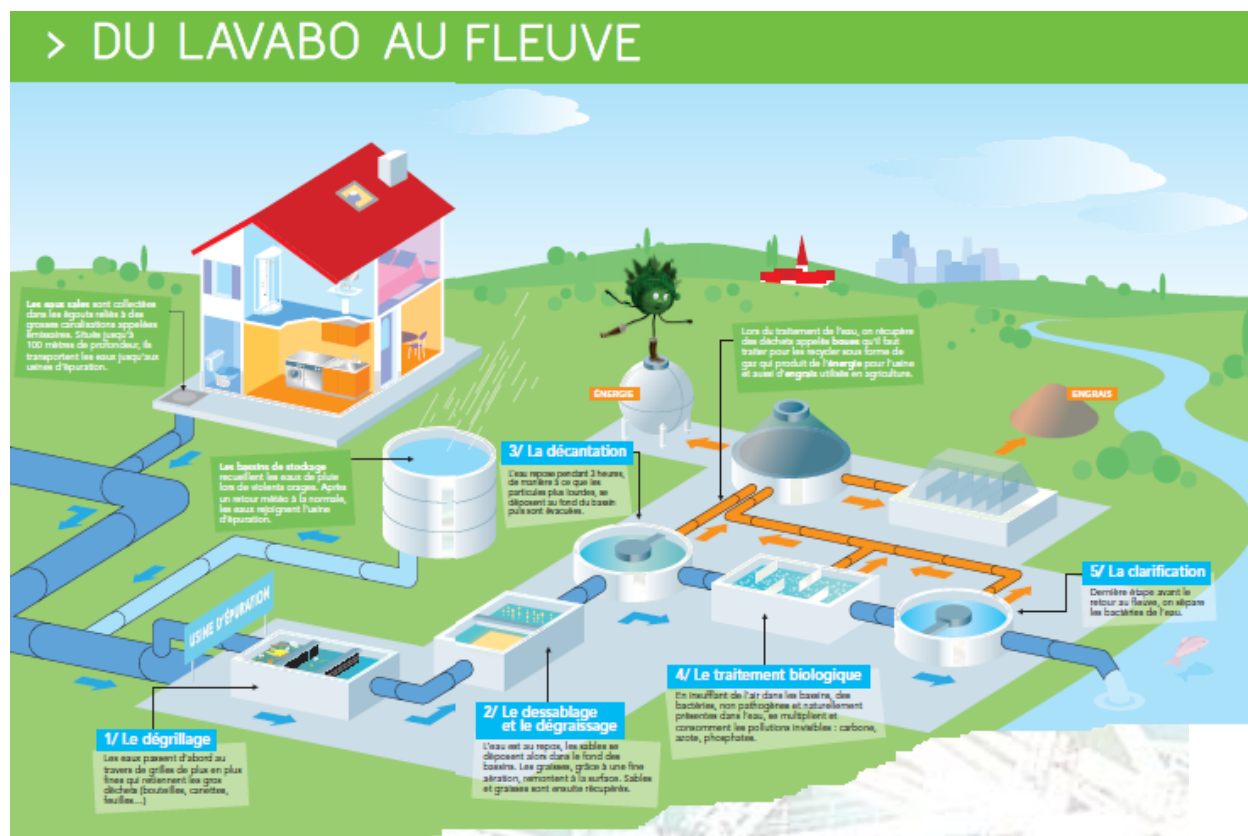 > DU LAVABO AU FLEUVE
Les eaux sales sont collectées
dans les égouts reliés à des
grosses canalisations appelées
émissaires. Situés jusqu'à
100 mètres de profondeur, ils
transportent les eaux jusqu'aux
usines d'épuration.
Les bassins de stockage
recueillent les eaux de pluie
lors de violents orages. Après
un retour météo à la normale,
les eaux rejoignent l'usine
d'épuration.
USINE D'ÉPURATION
1/ Le dégrillage
Les eaux passent d'abord au
travers de grilles de plus en plus
fines qui retiennent les gros
déchets (bouteilles, canettes,
feuilles...)
2/ Le dessablage
et le dégraissage
L'eau est au repos, les sables se
déposent alors dans le fond des
bassins. Les graisses, grâce à une fine
aération, remontent à la surface. Sables
et graisses sont ensuite récupérés.
3/ La décantation
L'eau repose pendant 3 heures,
de manière à ce que les
particules plus lourdes, se
déposent au fond du bassin
puis sont évacuées.
4/ Le traitement biologique
En insufflant de l'air dans les bassins, des
bactéries, non pathogènes et naturellement
présentes dans l'eau, se multiplient et
consomment les pollutions invisibles : carbone,
azote, phosphates.
5/ La clarification
Dernière étape avant le
retour au fleuve, on sépare
les bactéries de l'eau.
Lors du traitement de l'eau, on récupère
des déchets appelés boues qu'il faut
traiter pour les recycler sous forme de
gaz qui produit de l'énergie pour l'usine
et aussi d'engrais utilisés en agriculture.
ÉNERGIE
ENGRAIS